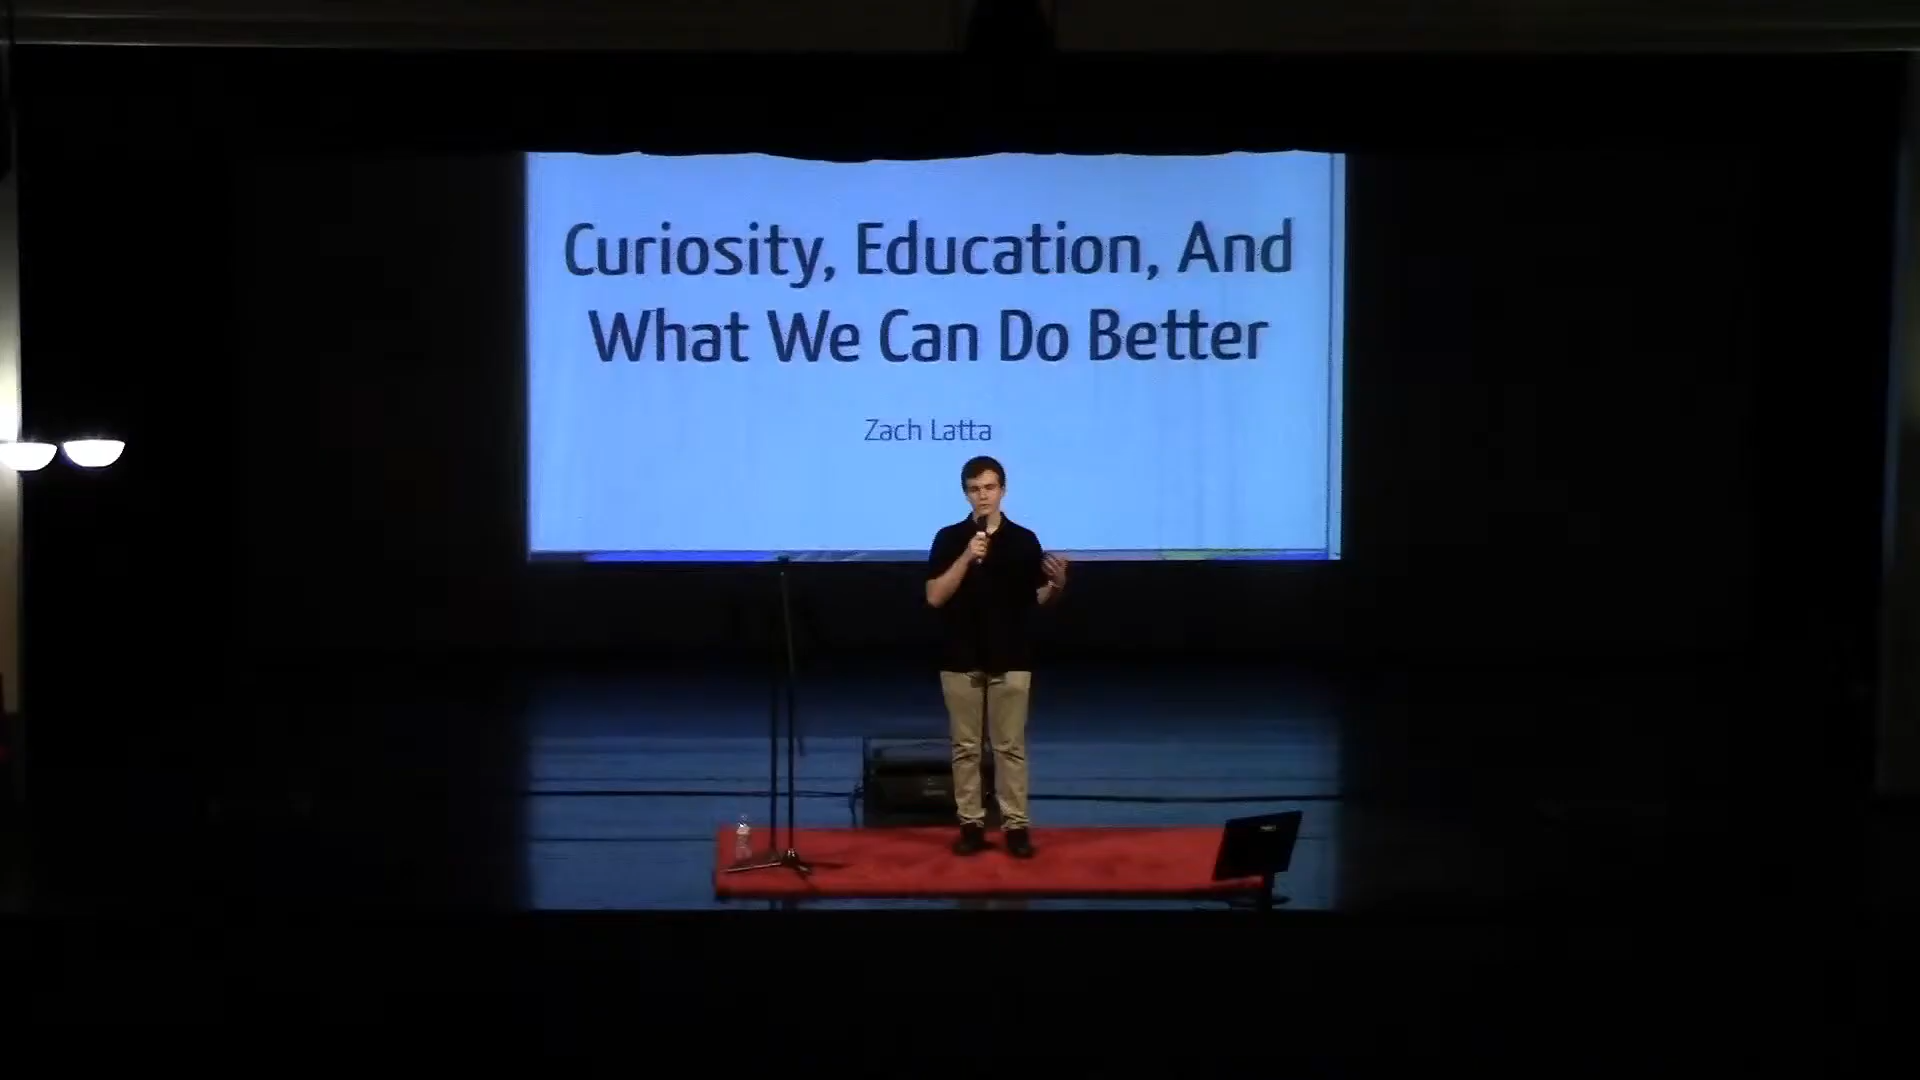 Curiosity, Education, And
What We Can Do Better
Zach Latta